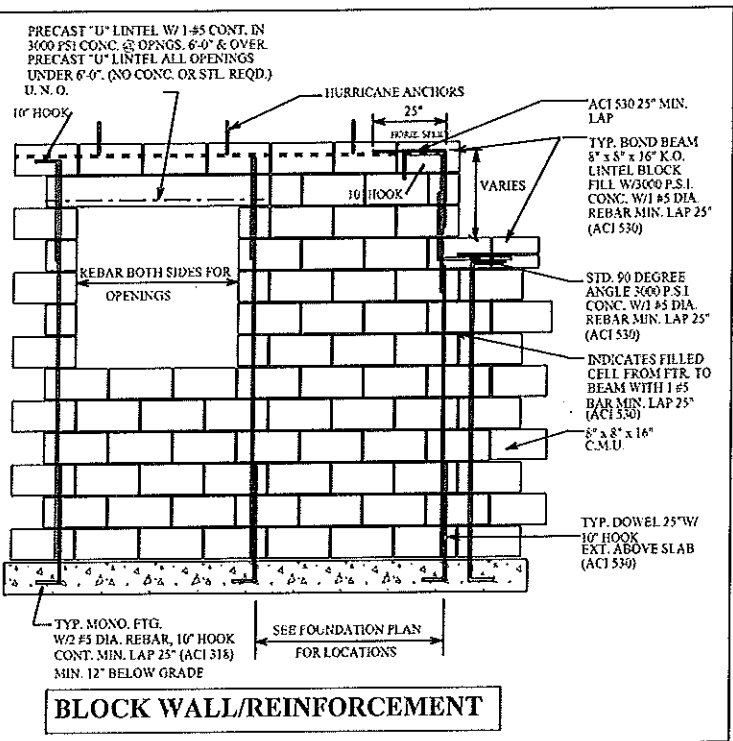 PRECAST "U" LINTEL W/ 1-#5 CONT. IN
3000 PSI CONC. @ OPNGS. 6'-0" & OVER.
PRECAST "U" LINTEL ALL OPENINGS
UNDER 6'-0". (NO CONC. OR STL. REQD.)
U. N. O.
10" HOOK
HURRICANE ANCHORS
25"
HORIZ. SPLICE
10" HOOK
ACI 530 25" MIN.
LAP
TYP. BOND BEAM
8" x 8" x 16" K.O.
LINTEL BLOCK
FILL W/3000 P.S.I.
CONC. W/1 #5 DIA.
REBAR MIN. LAP 25"
(ACI 530)
VARIES
REBAR BOTH SIDES FOR
OPENINGS
STD. 90 DEGREE
ANGLE 3000 P.S.I.
CONC. W/1 #5 DIA.
REBAR MIN. LAP 25"
(ACI 530)
INDICATES FILLED
CELL FROM FTR. TO
BEAM WITH 1 #5
BAR MIN. LAP 25"
(ACI 530)
8" x 8" x 16"
C.M.U.
TYP. DOWEL 25" W/
10" HOOK
EXT. ABOVE SLAB
(ACI 530)
TYP. MONO. FTG.
W/2 #5 DIA. REBAR, 10" HOOK
CONT. MIN. LAP 25" (ACI 318)
MIN. 12" BELOW GRADE
SEE FOUNDATION PLAN
FOR LOCATIONS
BLOCK WALL/REINFORCEMENT